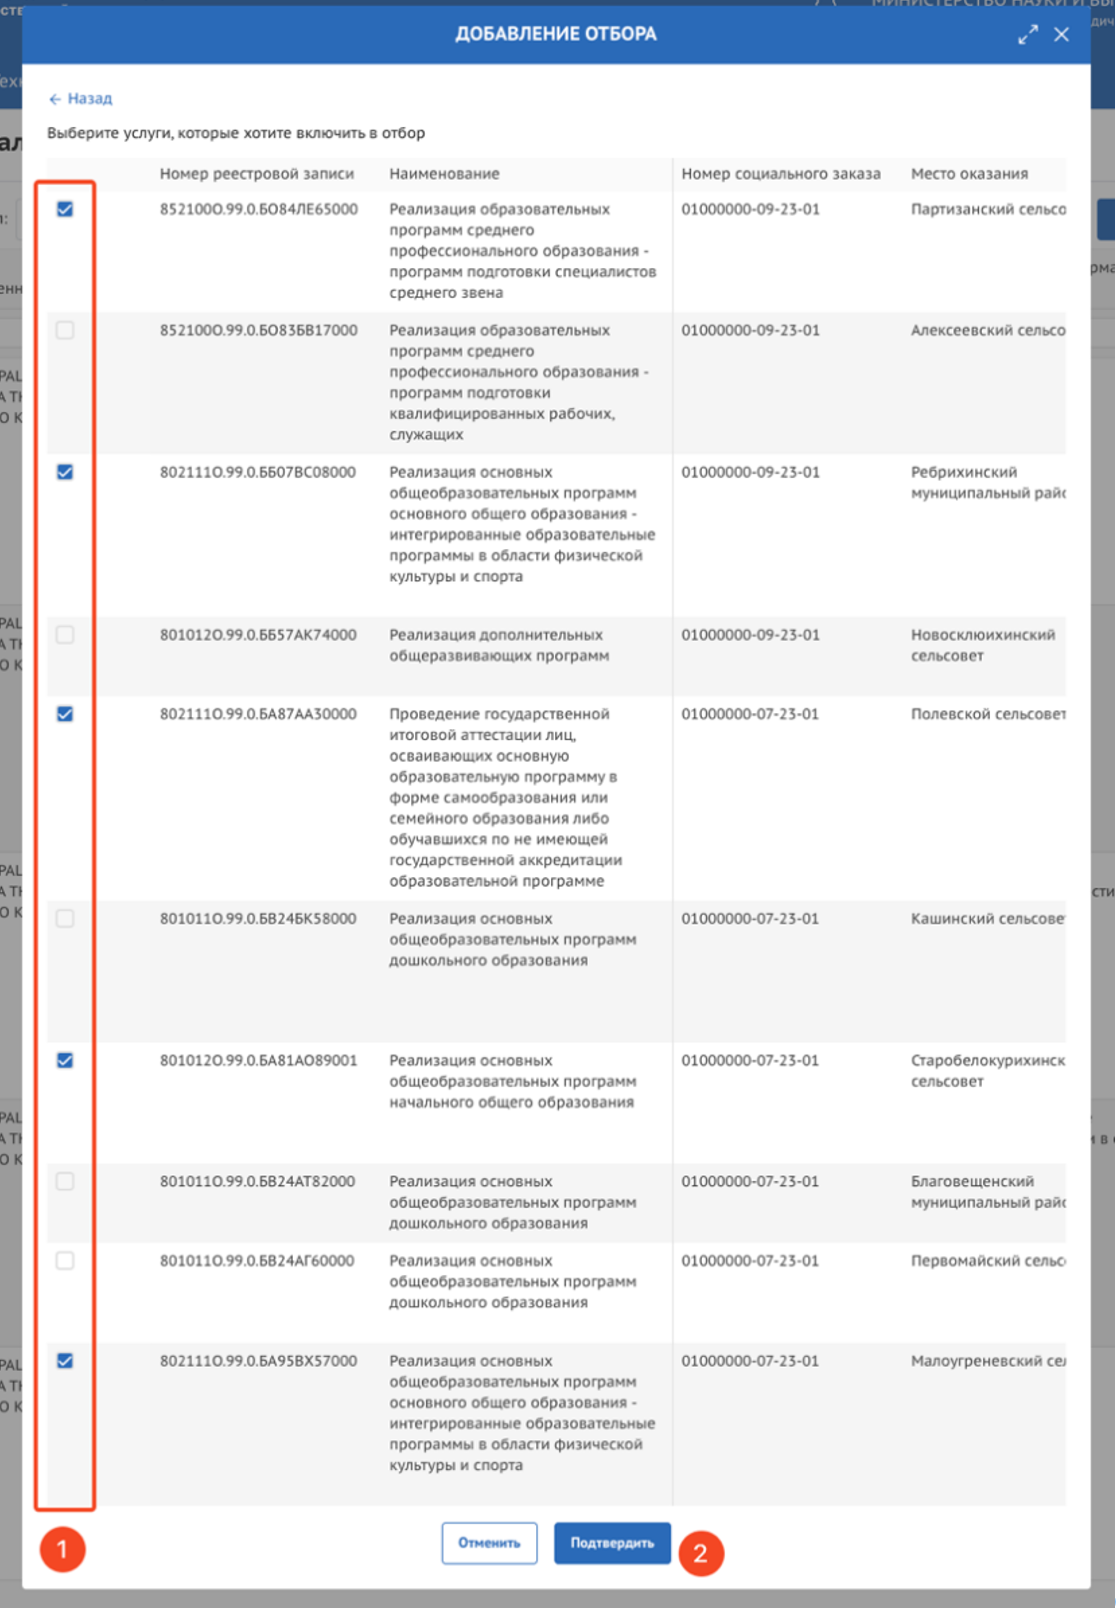 ДОБАВЛЕНИЕ ОТБОРА
← Назад
Выберите услуги, которые хотите включить в отбор
Номер реестровой записи Наименование Номер социального заказа Место оказания
852100О.99.0.БО84ЛЕ65000 Реализация образовательных 01000000-09-23-01 Партизанский сельсо
программ среднего
профессионального образования -
программ подготовки специалистов
среднего звена
852100О.99.0.БО83БВ17000 Реализация образовательных 01000000-09-23-01 Алексеевский сельсо
программ среднего
профессионального образования -
программ подготовки
квалифицированных рабочих,
служащих
802111О.99.0.ББ07ВС08000 Реализация основных 01000000-09-23-01 Ребрихинский
общеобразовательных программ муниципальный райо
основного общего образования -
интегрированные образовательные
программы в области физической
культуры и спорта
801012О.99.0.ББ57АК74000 Реализация дополнительных 01000000-09-23-01 Новосклюихинский
общеразвивающих программ сельсовет
802111О.99.0.БА87АА30000 Проведение государственной 01000000-07-23-01 Полевской сельсовет
итоговой аттестации лиц,
осваивающих основную
образовательную программу в
форме самообразования или
семейного образования либо
обучавшихся по не имеющей
государственной аккредитации
образовательной программе
801011О.99.0.БВ24БК58000 Реализация основных 01000000-07-23-01 Кашинский сельсове
общеобразовательных программ
дошкольного образования
801012О.99.0.БА81АО89001 Реализация основных 01000000-07-23-01 Старобелокурихинск
общеобразовательных программ сельсовет
начального общего образования
801011О.99.0.БВ24АТ82000 Реализация основных 01000000-07-23-01 Благовещенский
общеобразовательных программ муниципальный райо
дошкольного образования
801011О.99.0.БВ24АГ60000 Реализация основных 01000000-07-23-01 Первомайский сельс
общеобразовательных программ
дошкольного образования
802111О.99.0.БА95ВХ57000 Реализация основных 01000000-07-23-01 Малоугреневский сел
общеобразовательных программ
основного общего образования -
интегрированные образовательные
программы в области физической
культуры и спорта
1 Отменить Подтвердить 2